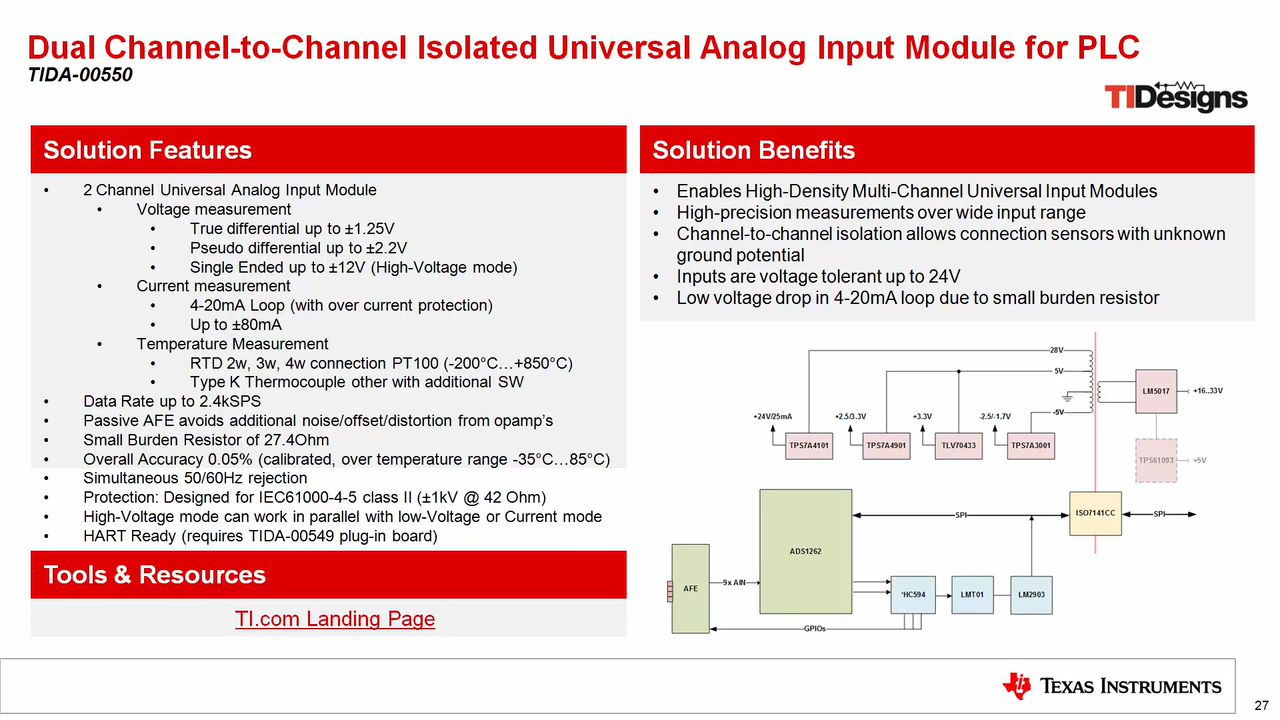 Dual Channel-to-Channel Isolated Universal Analog Input Module for PLC
TIDA-00550
TIDesigns
Solution Features
• 2 Channel Universal Analog Input Module
• Voltage measurement
• True differential up to ±1.25V
• Pseudo differential up to ±2.2V
• Single Ended up to ±12V (High-Voltage mode)
• Current measurement
• 4-20mA Loop (with over current protection)
• Up to ±80mA
• Temperature Measurement
• RTD 2w, 3w, 4w connection PT100 (-200°C…+850°C)
• Type K Thermocouple other with additional SW
• Data Rate up to 2.4kSPS
• Passive AFE avoids additional noise/offset/distortion from opamp’s
• Small Burden Resistor of 27.4Ohm
• Overall Accuracy 0.05% (calibrated, over temperature range -35°C…85°C)
• Simultaneous 50/60Hz rejection
• Protection: Designed for IEC61000-4-5 class II (±1kV @ 42 Ohm)
• High-Voltage mode can work in parallel with low-Voltage or Current mode
• HART Ready (requires TIDA-00549 plug-in board)
Tools & Resources
TI.com Landing Page
Solution Benefits
• Enables High-Density Multi-Channel Universal Input Modules
• High-precision measurements over wide input range
• Channel-to-channel isolation allows connection sensors with unknown
ground potential
• Inputs are voltage tolerant up to 24V
• Low voltage drop in 4-20mA loop due to small burden resistor
28V
5V
-5V
LM5017
+16..33V
+24V/25mA
+2.5/3.3V
+3.3V
-2.5/-1.7V
TPS7A4101
TPS7A4901
TLV70433
TPS7A3001
TPS61093
+5V
SPI
ISO7141CC
SPI
ADS1262
AFE
9x AIN
'HC594
LMT01
LM2903
GPIOs
TEXAS INSTRUMENTS
27